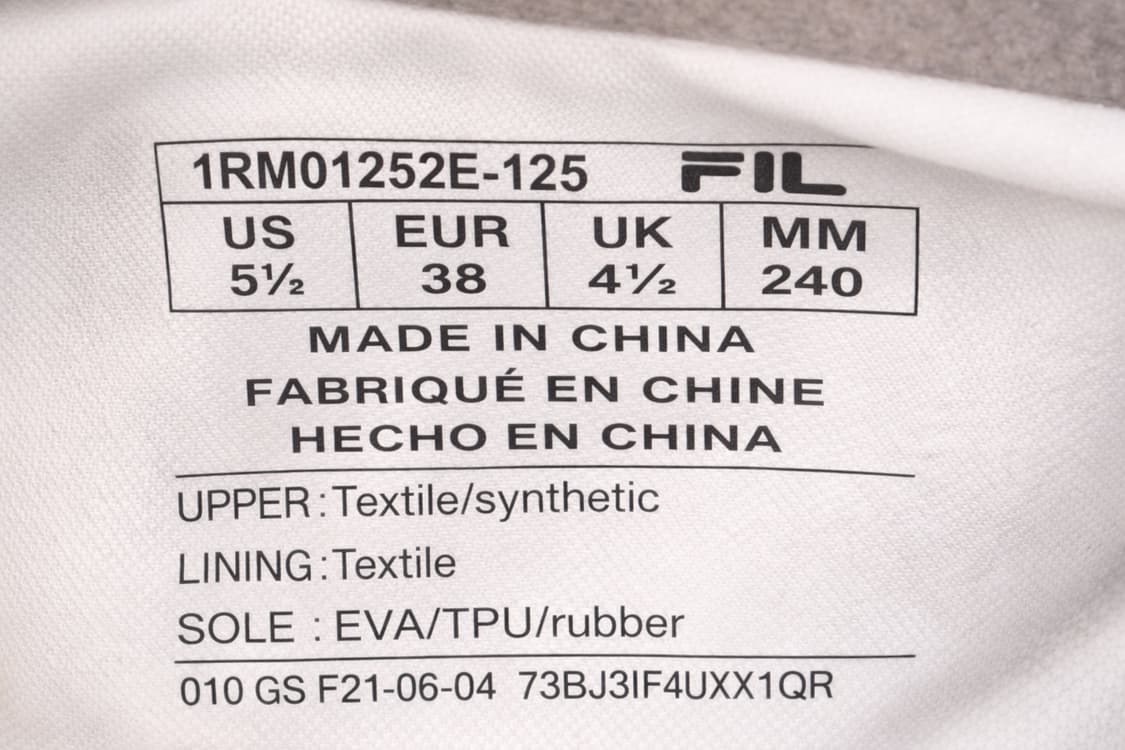 1RM01252E-125 FIL
US EUR UK MM
5½ 38 4½ 240
MADE IN CHINA
FABRIQUÉ EN CHINE
HECHO EN CHINA
UPPER : Textile/synthetic
LINING : Textile
SOLE : EVA/TPU/rubber
010 GS F21-06-04 73BJ3IF4UXX1QR